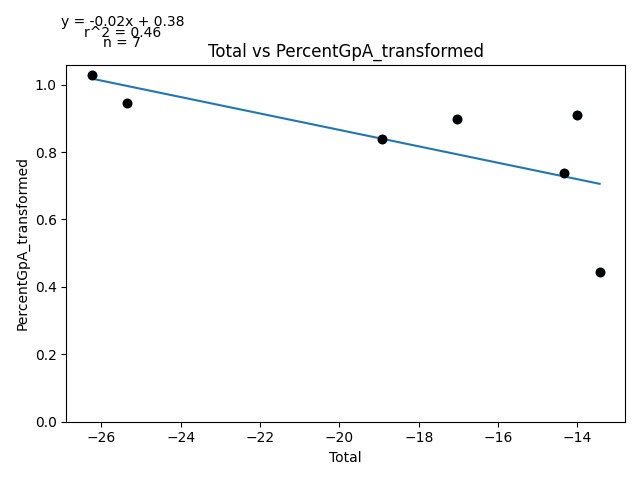 y = -0.02x + 0.38
r^2 = 0.46
n = 7
Total vs PercentGpA_transformed
1.0
0.8
0.6
0.4
0.2
0.0
PercentGpA_transformed
−26
−24
−22
−20
−18
−16
−14
Total